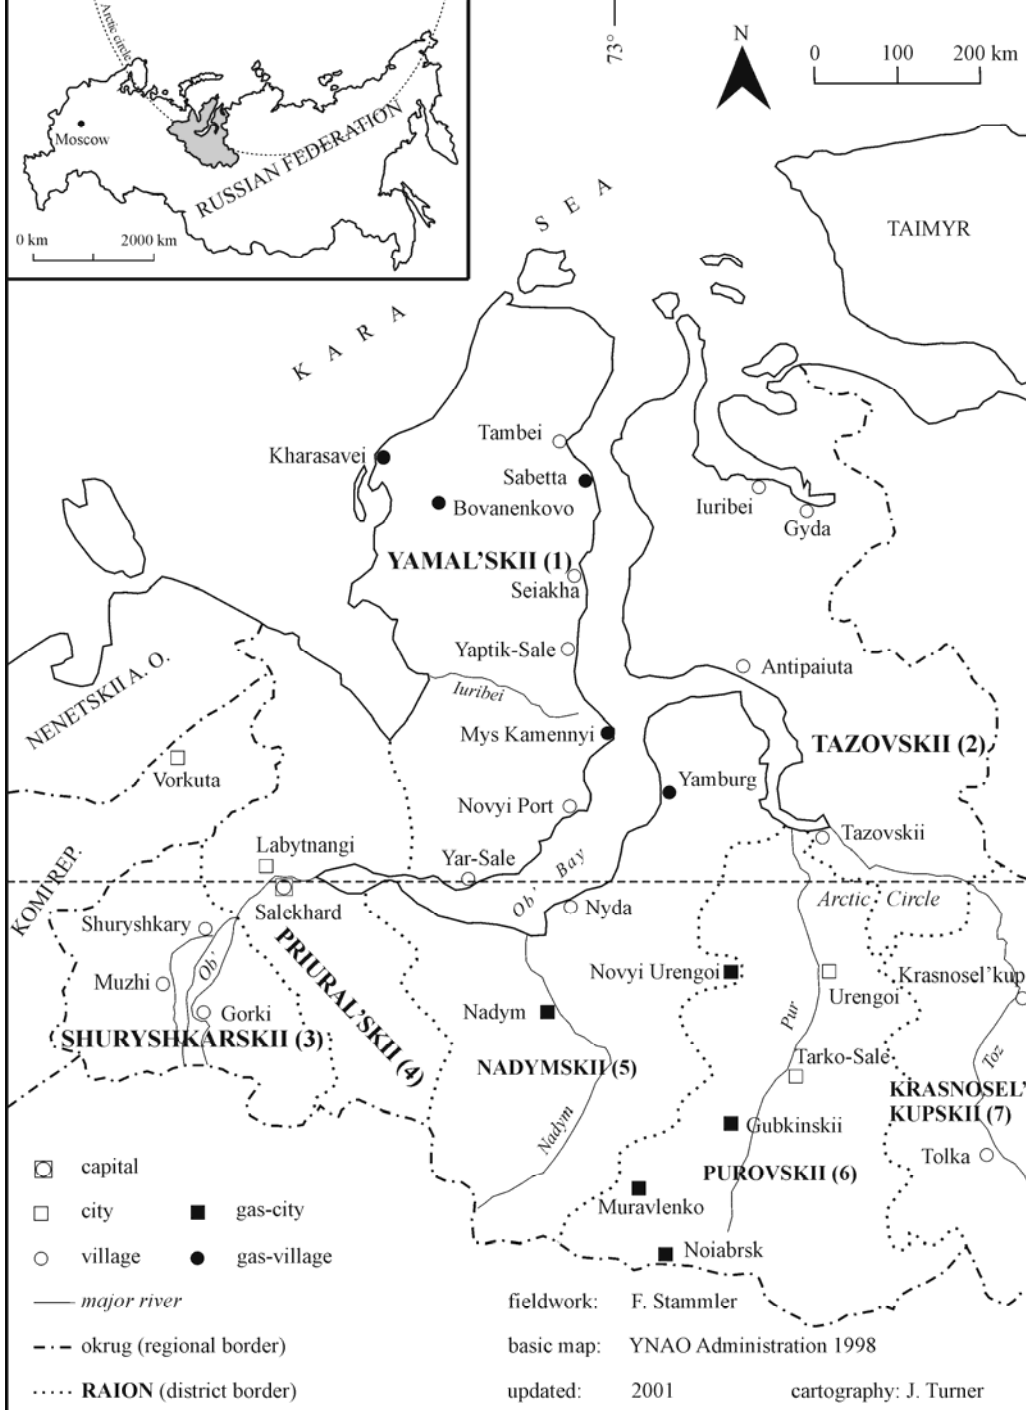 Arctic circle
Moscow
RUSSIAN FEDERATION
0 km 2000 km
73°
N
0 100 200 km
KARA SEA
TAIMYR
Tambei
Kharasavei
Sabetta
Bovanenkovo
Iuribei
Gyda
YAMAL'SKII (1)
Seiakha
Yaptik-Sale
Antipaiuta
Iuribei
NENETSKII A. O.
Mys Kamennyi
TAZOVSKII (2)
Vorkuta
Yamburg
Novyi Port
Tazovskii
Labytnangi
Yar-Sale
Ob' Bay
KOMI REP.
Arctic Circle
Salekhard
Nyda
Shuryshkary
Ob'
PRIURAL'SKII (4)
Novyi Urengoi
Krasnosel'kup
Muzhi
Urengoi
Gorki
Nadym
Pur
SHURYSHKARSKII (3)
Tarko-Sale
Toz
NADYMSKII (5)
KRASNOSEL'
KUPSKII (7)
Nadym
Gubkinskii
Tolka
PUROVSKII (6)
Muravlenko
Noiabrsk
capital
city gas-city
village gas-village
major river
okrug (regional border)
RAION (district border)
fieldwork: F. Stammler
basic map: YNAO Administration 1998
updated: 2001 cartography: J. Turner